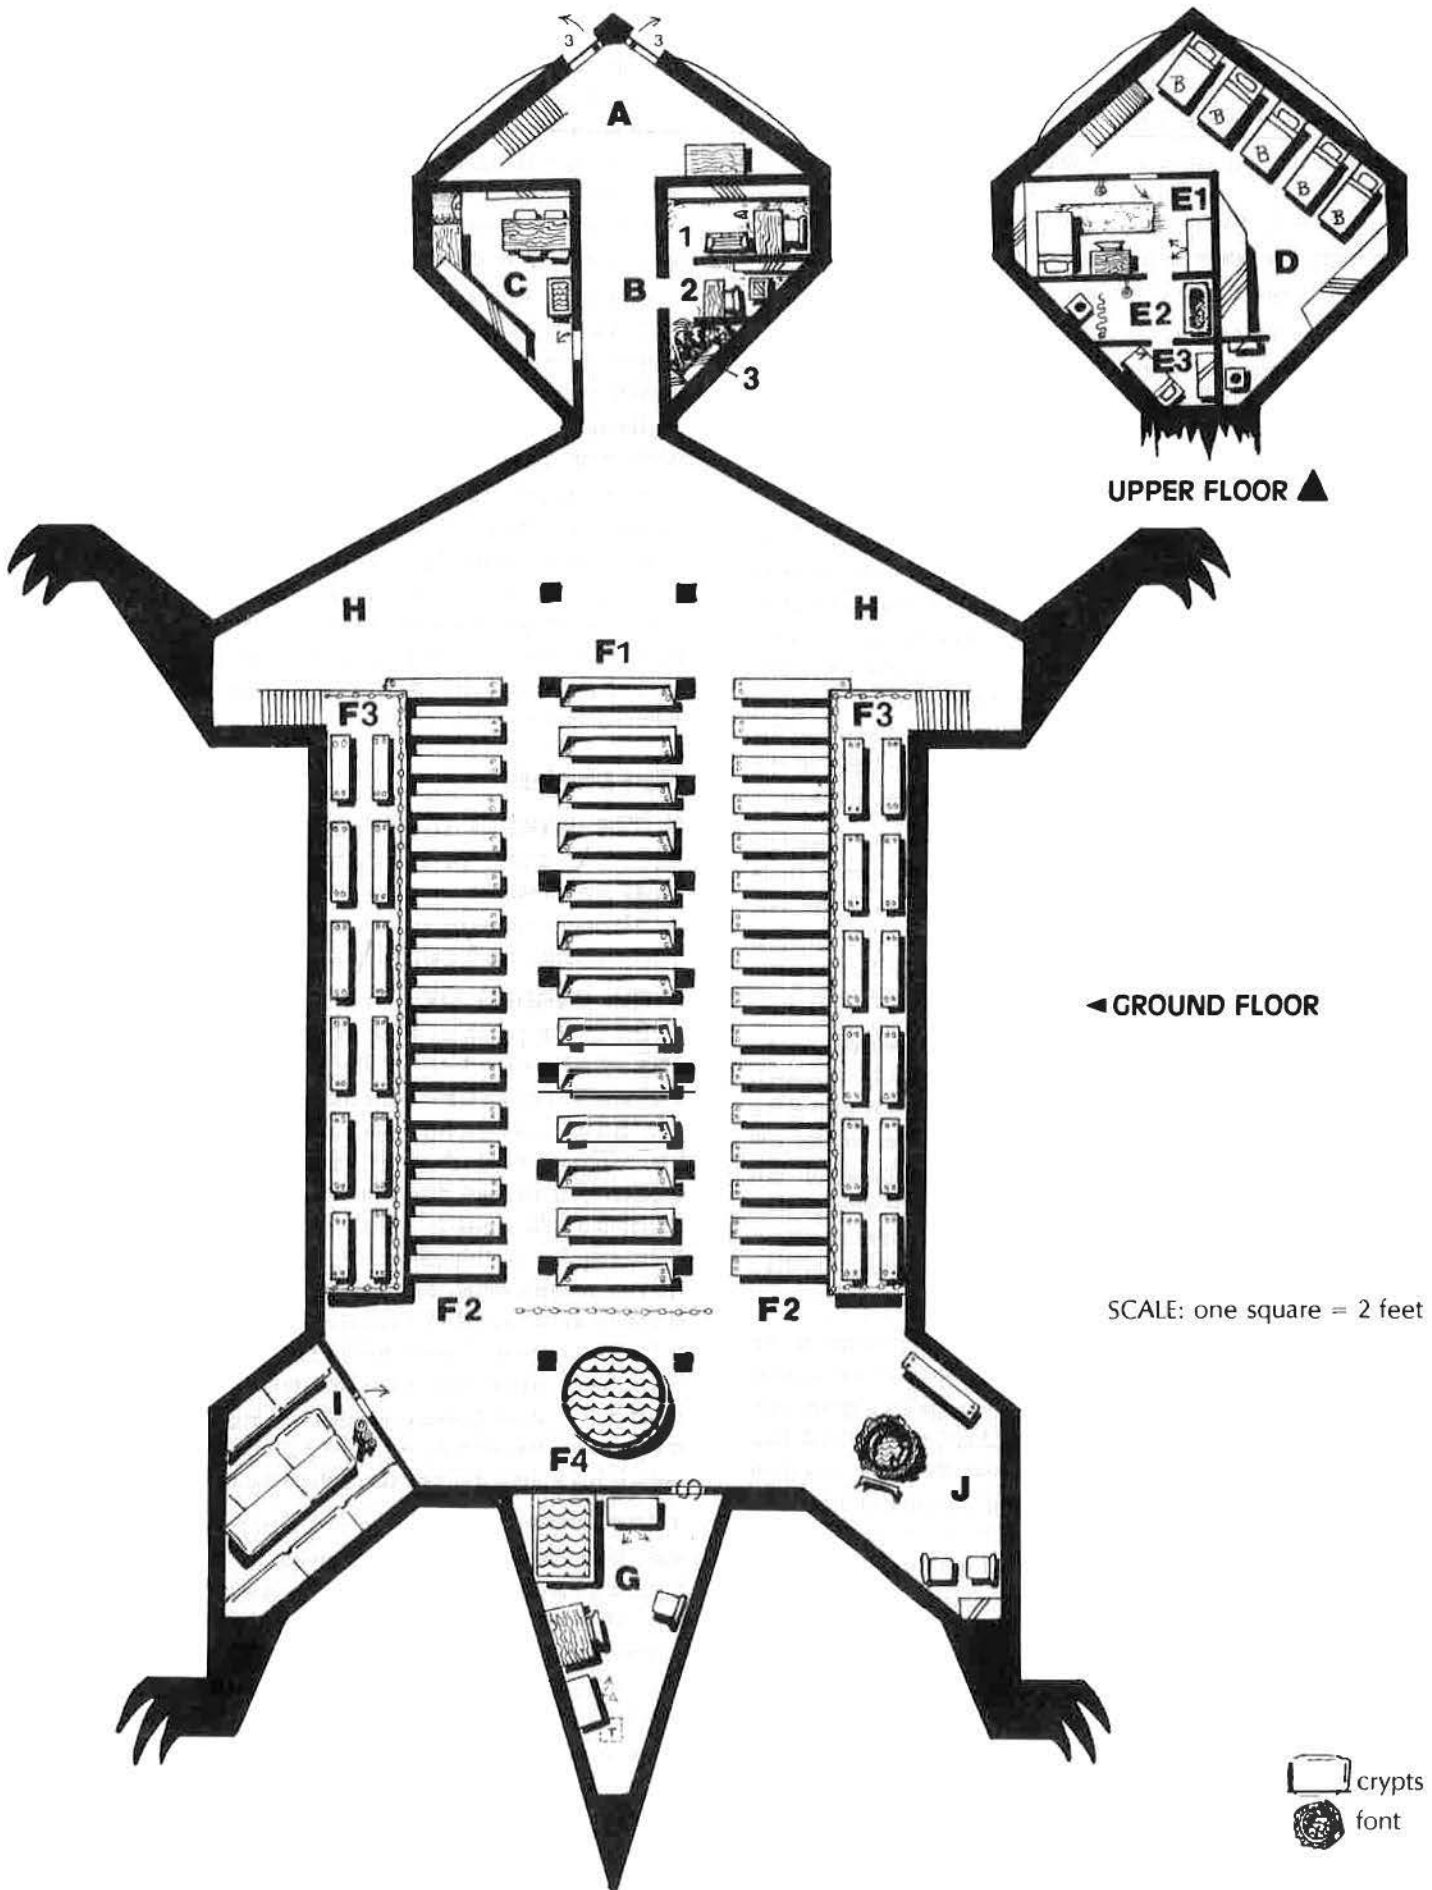 3 3
A
B B B B B
E1
1
D
C B 2
E2
3
E3
UPPER FLOOR
H H
F1
F3 F3
GROUND FLOOR
F2 F2
SCALE: one square = 2 feet
I
F4
S
J
G
T
crypts
font